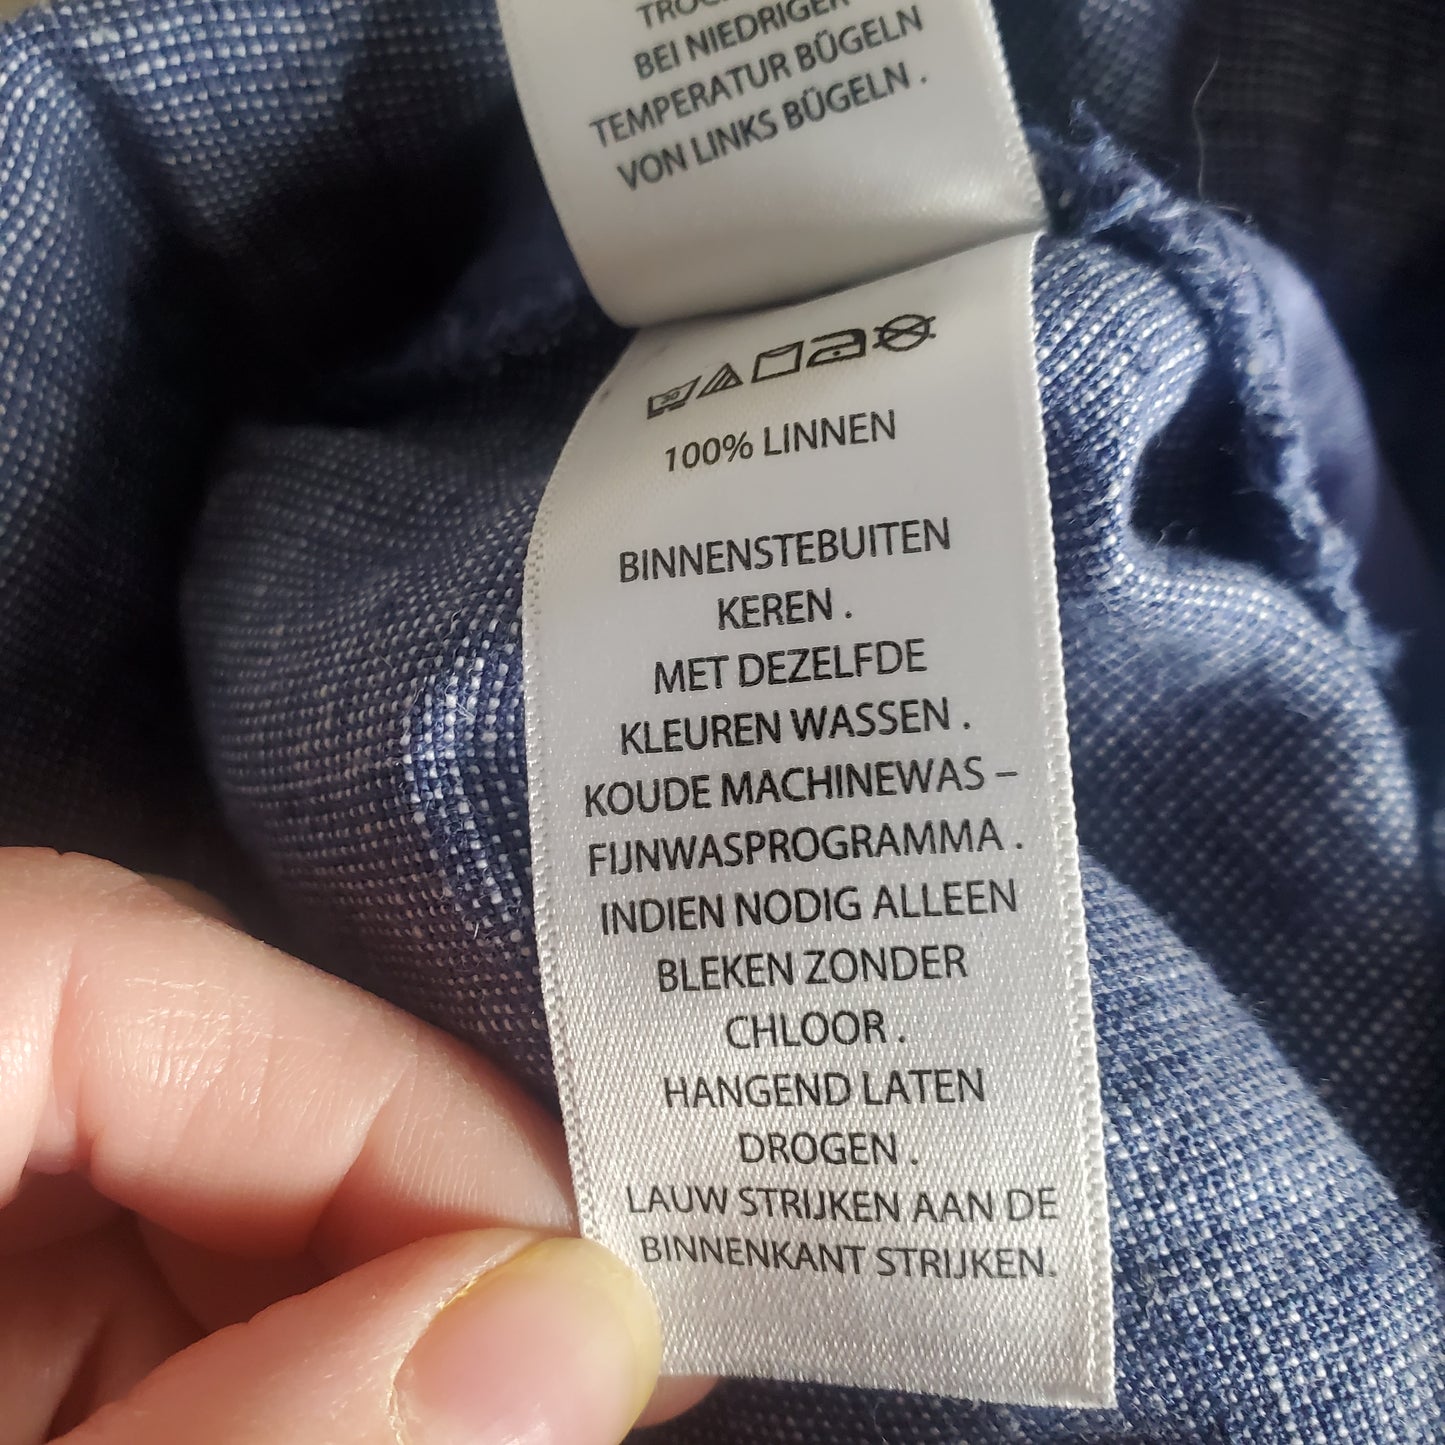 BEI NIEDRIGER
TEMPERATUR BÜGELN
VON LINKS BÜGELN .
30
100% LINNEN
BINNENSTEBUITEN
KEREN .
MET DEZELFDE
KLEUREN WASSEN .
KOUDE MACHINEWAS –
FIJNWASPROGRAMMA .
INDIEN NODIG ALLEEN
BLEKEN ZONDER
CHLOOR .
HANGEND LATEN
DROGEN .
LAUW STRIJKEN AAN DE
BINNENKANT STRIJKEN.